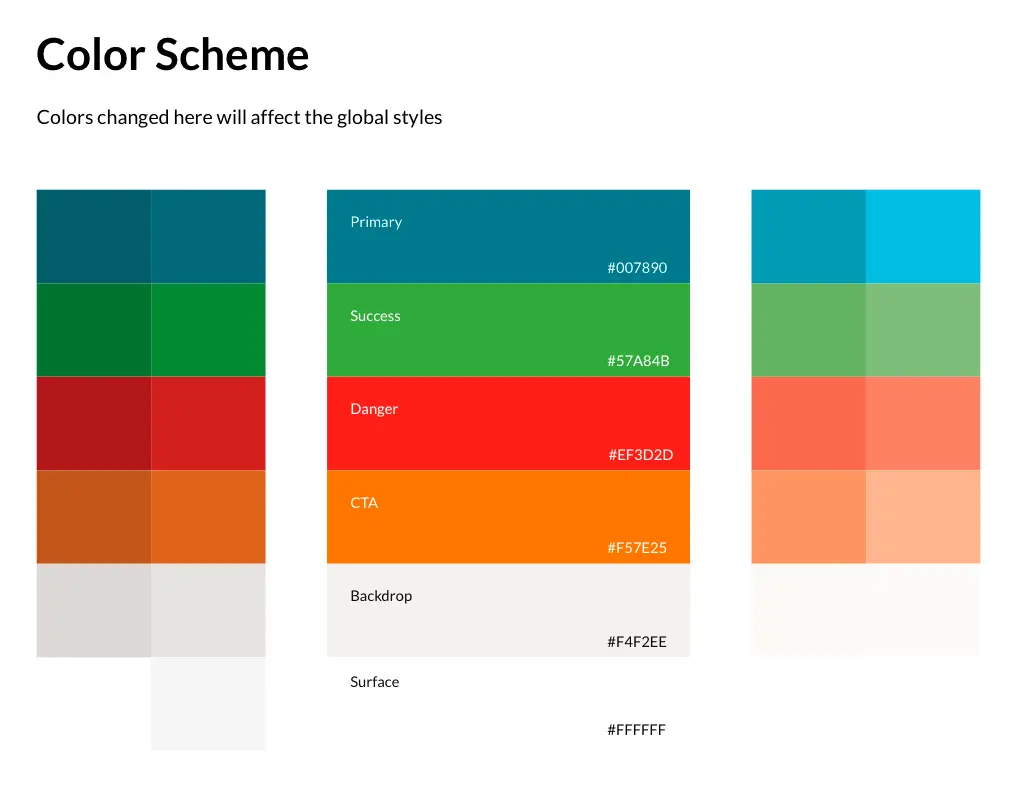 Color Scheme
Colors changed here will affect the global styles
Primary
#007890
Success
#57A84B
Danger
#EF3D2D
CTA
#F57E25
Backdrop
#F4F2EE
Surface
#FFFFFF